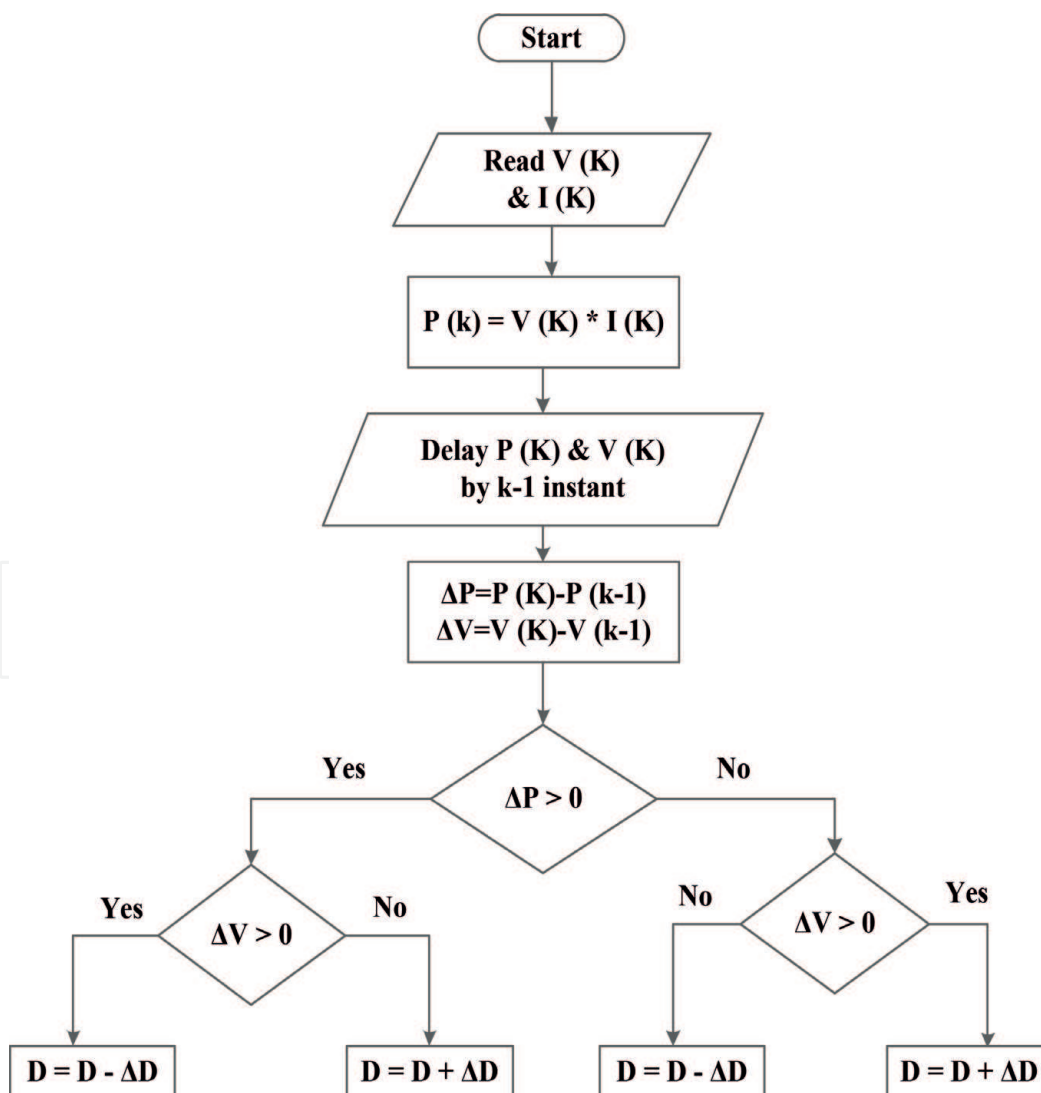 Start
Read V (K)
& I (K)
P (k) = V (K) * I (K)
Delay P (K) & V (K)
by k-1 instant
ΔP=P (K)-P (k-1)
ΔV=V (K)-V (k-1)
Yes
No
ΔP > 0
Yes
No
No
Yes
ΔV > 0
ΔV > 0
D = D - ΔD
D = D + ΔD
D = D - ΔD
D = D + ΔD